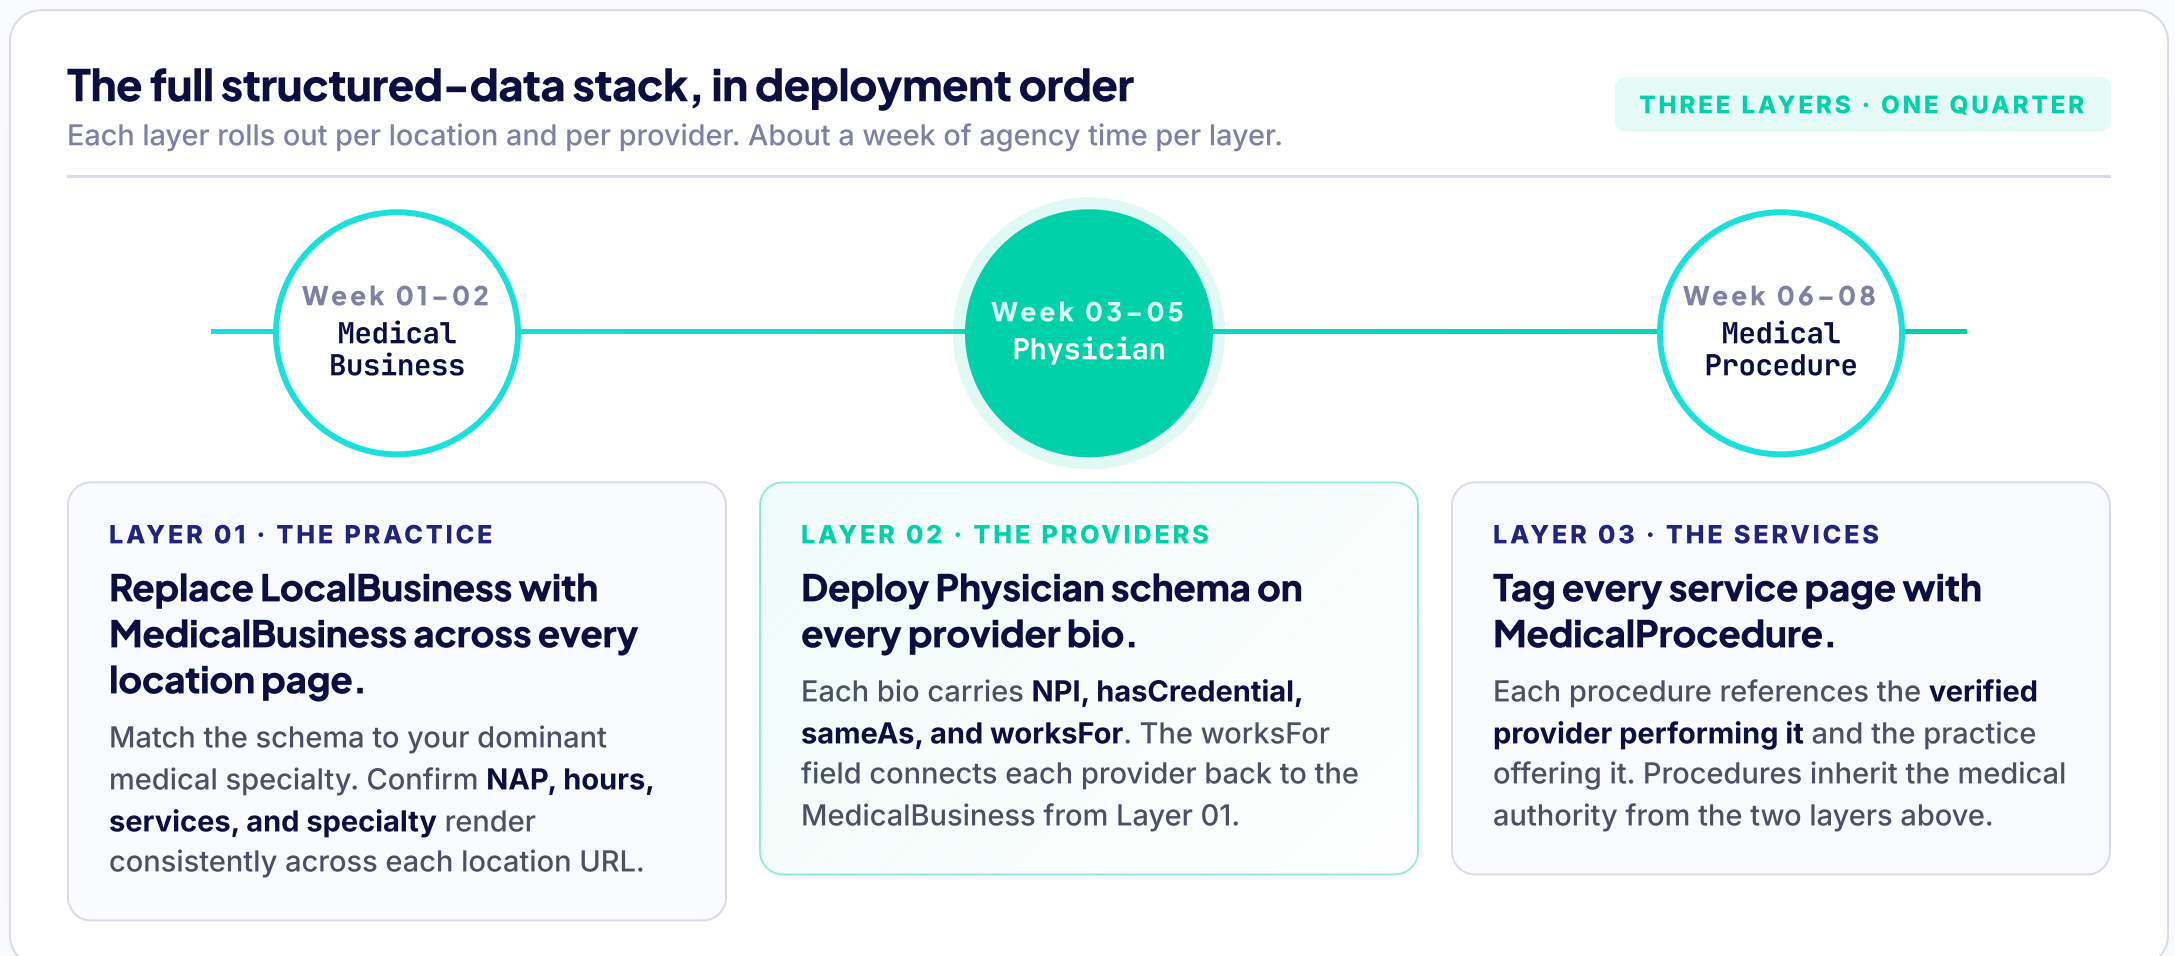 The full structured-data stack, in deployment order
Each layer rolls out per location and per provider. About a week of agency time per layer.
THREE LAYERS · ONE QUARTER
Week 01–02
Medical
Business
Week 03–05
Physician
Week 06–08
Medical
Procedure
LAYER 01 · THE PRACTICE
Replace LocalBusiness with
MedicalBusiness across every
location page.
Match the schema to your dominant
medical specialty. Confirm NAP, hours,
services, and specialty render
consistently across each location URL.
LAYER 02 · THE PROVIDERS
Deploy Physician schema on
every provider bio.
Each bio carries NPI, hasCredential,
sameAs, and worksFor. The worksFor
field connects each provider back to the
MedicalBusiness from Layer 01.
LAYER 03 · THE SERVICES
Tag every service page with
MedicalProcedure.
Each procedure references the verified
provider performing it and the practice
offering it. Procedures inherit the medical
authority from the two layers above.